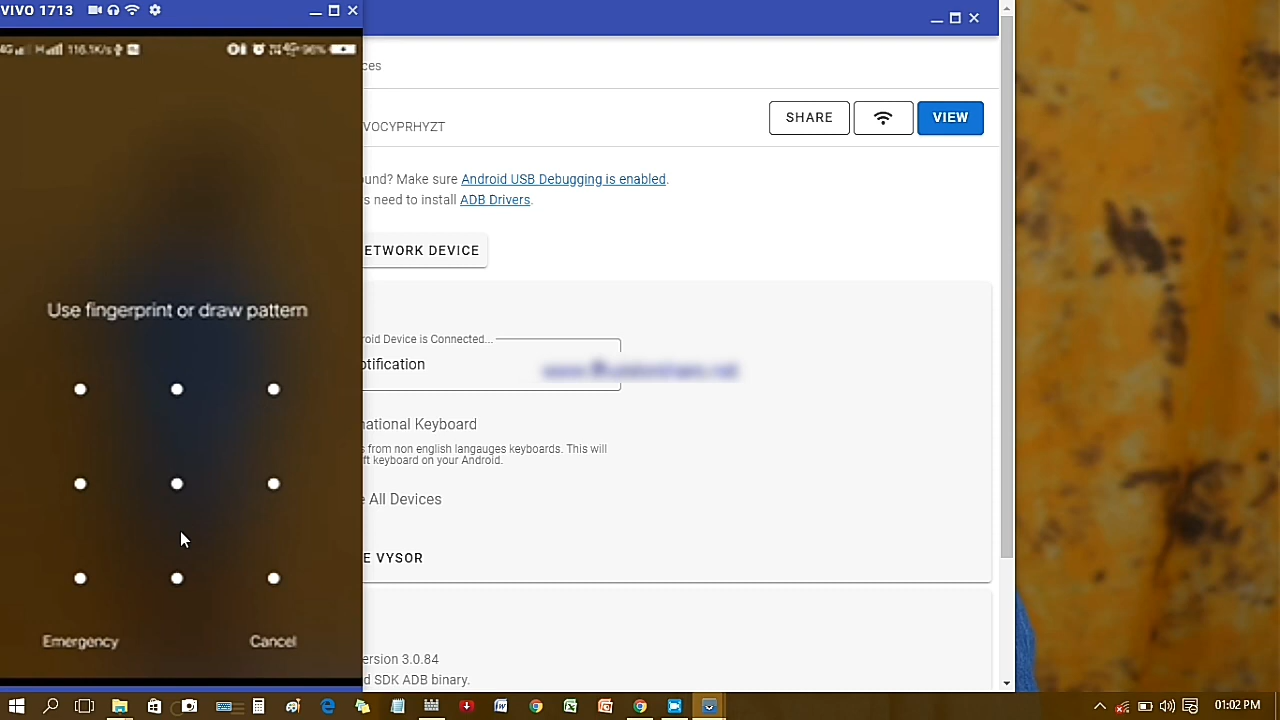 VIVO 1713
4G
H
Use fingerprint or draw pattern
Emergency
Cancel
ces
VOCYPRHYZT
SHARE
VIEW
und? Make sure Android USB Debugging is enabled.
s need to install ADB Drivers.
ETWORK DEVICE
roid Device is Connected...
otification
national Keyboard
s from non english langauges keyboards. This will
ft keyboard on your Android.
e All Devices
E VYSOR
ersion 3.0.84
d SDK ADB binary.
01:02 PM